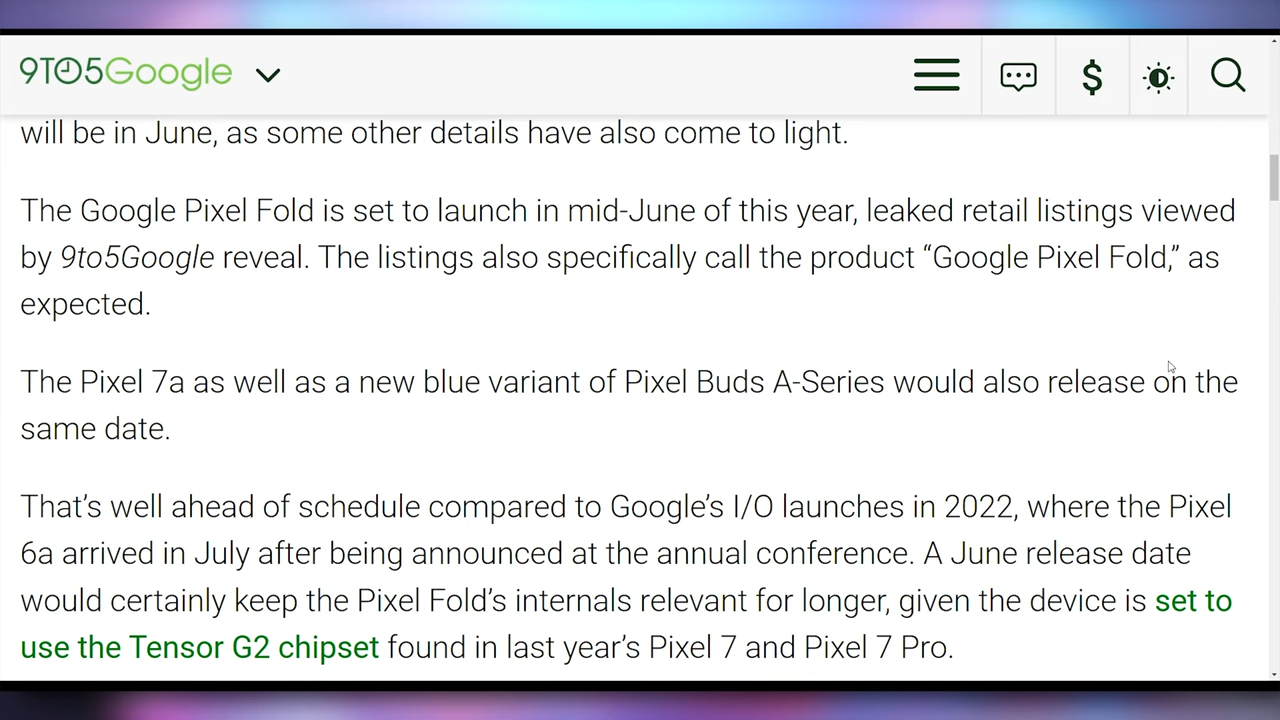 9TO5Google
$
will be in June, as some other details have also come to light.
The Google Pixel Fold is set to launch in mid-June of this year, leaked retail listings viewed
by 9to5Google reveal. The listings also specifically call the product “Google Pixel Fold,” as
expected.
The Pixel 7a as well as a new blue variant of Pixel Buds A-Series would also release on the
same date.
That’s well ahead of schedule compared to Google’s I/O launches in 2022, where the Pixel
6a arrived in July after being announced at the annual conference. A June release date
would certainly keep the Pixel Fold’s internals relevant for longer, given the device is set to
use the Tensor G2 chipset found in last year’s Pixel 7 and Pixel 7 Pro.